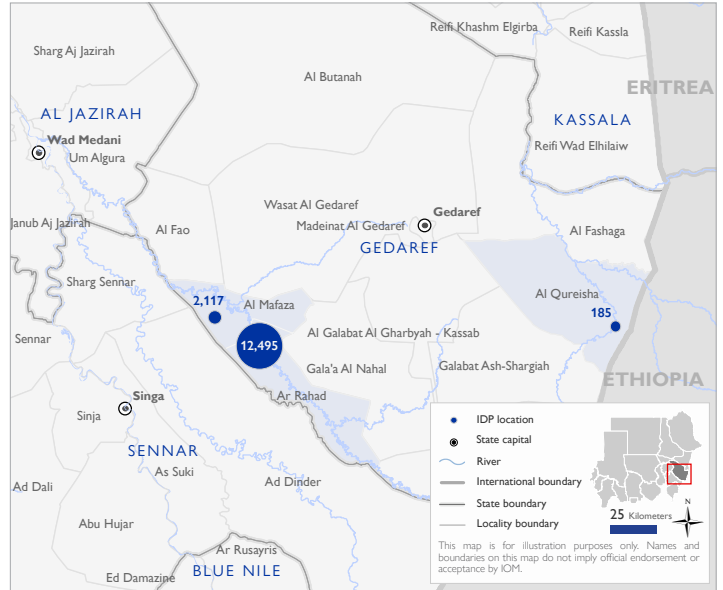 Reifi Khashm Elgirba
Reifi Kassla
Sharg Aj Jazirah
Al Butanah
ERITREA
AL JAZIRAH
KASSALA
Wad Medani
Um Algura
Reifi Wad Elhilaiw
Wasat Al Gedaref
Gedaref
Madeinat Al Gedaref
Janub Aj Jazirah
Al Fao
GEDAREF
Al Fashaga
Sharg Sennar
2,117
Al Mafaza
Al Qureisha
185
Sennar
12,495
Al Galabat Al Gharbyah - Kassab
Gala'a Al Nahal
Galabat Ash-Shargiah
ETHIOPIA
Singa
Ar Rahad
Sinja
SENNAR
As Suki
Ad Dali
Ad Dinder
Abu Hujar
Ar Rusayris
BLUE NILE
Ed Damazine
IDP location
State capital
River
International boundary
State boundary
Locality boundary
N
25 Kilometers
This map is for illustration purposes only. Names and
boundaries on this map do not imply official endorsement or
acceptance by IOM.